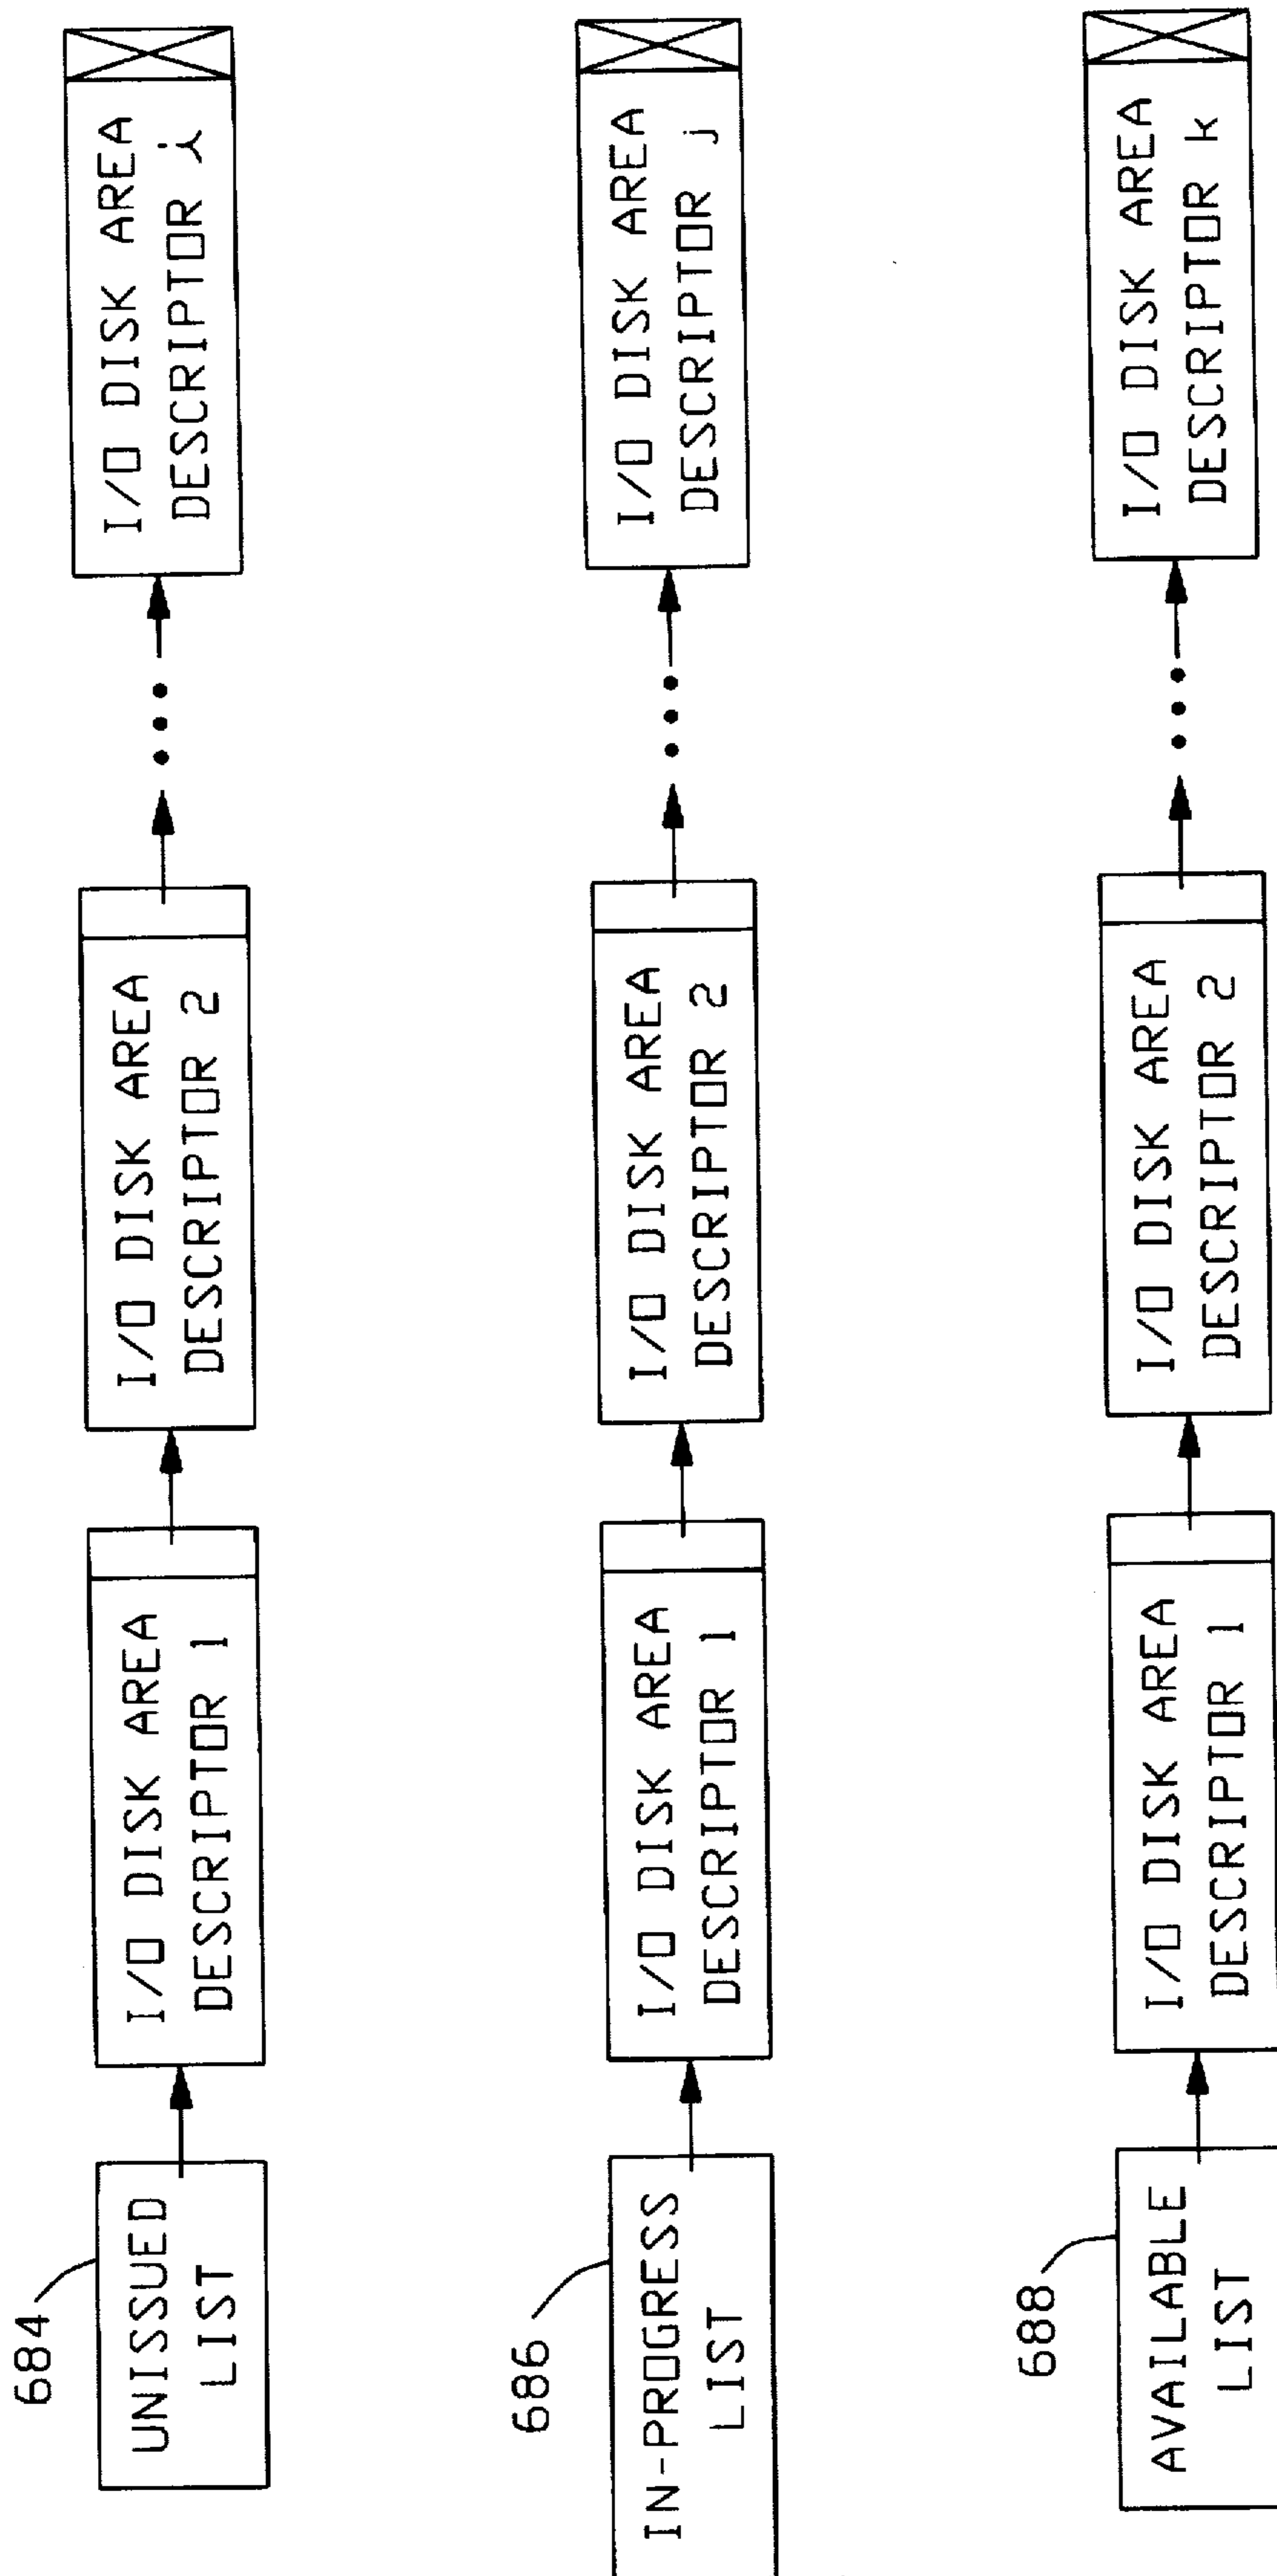 684
UNISSUED
LIST
I/O DISK AREA
DESCRIPTOR 1
I/O DISK AREA
DESCRIPTOR 2
I/O DISK AREA
DESCRIPTOR i
686
IN-PROGRESS
LIST
I/O DISK AREA
DESCRIPTOR 1
I/O DISK AREA
DESCRIPTOR 2
I/O DISK AREA
DESCRIPTOR j
688
AVAILABLE
LIST
I/O DISK AREA
DESCRIPTOR 1
I/O DISK AREA
DESCRIPTOR 2
I/O DISK AREA
DESCRIPTOR k